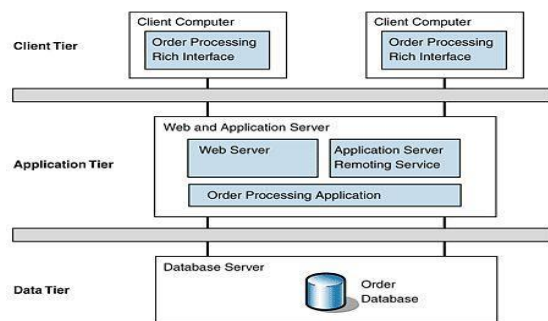 Client Computer
Client Computer
Client Tier
Order Processing
Rich Interface
Order Processing
Rich Interface
Web and Application Server
Application Tier
Web Server
Application Server
Remoting Service
Order Processing Application
Database Server
Data Tier
Order
Database